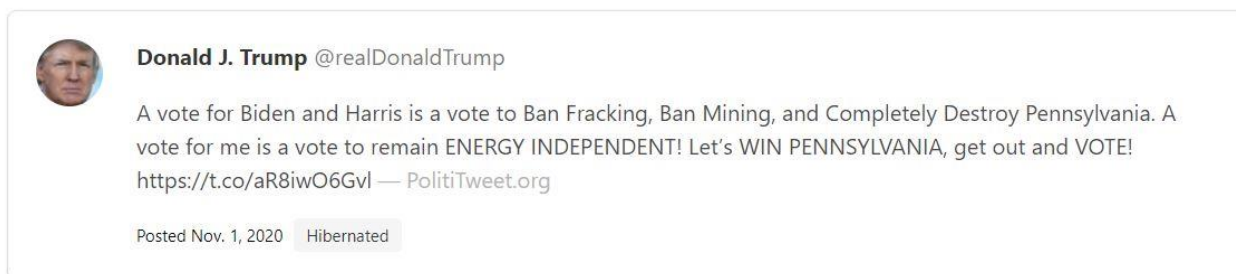 Donald J. Trump @realDonaldTrump
A vote for Biden and Harris is a vote to Ban Fracking, Ban Mining, and Completely Destroy Pennsylvania. A
vote for me is a vote to remain ENERGY INDEPENDENT! Let’s WIN PENNSYLVANIA, get out and VOTE!
https://t.co/aR8iwO6Gvl — PolitiTweet.org
Posted Nov. 1, 2020 Hibernated